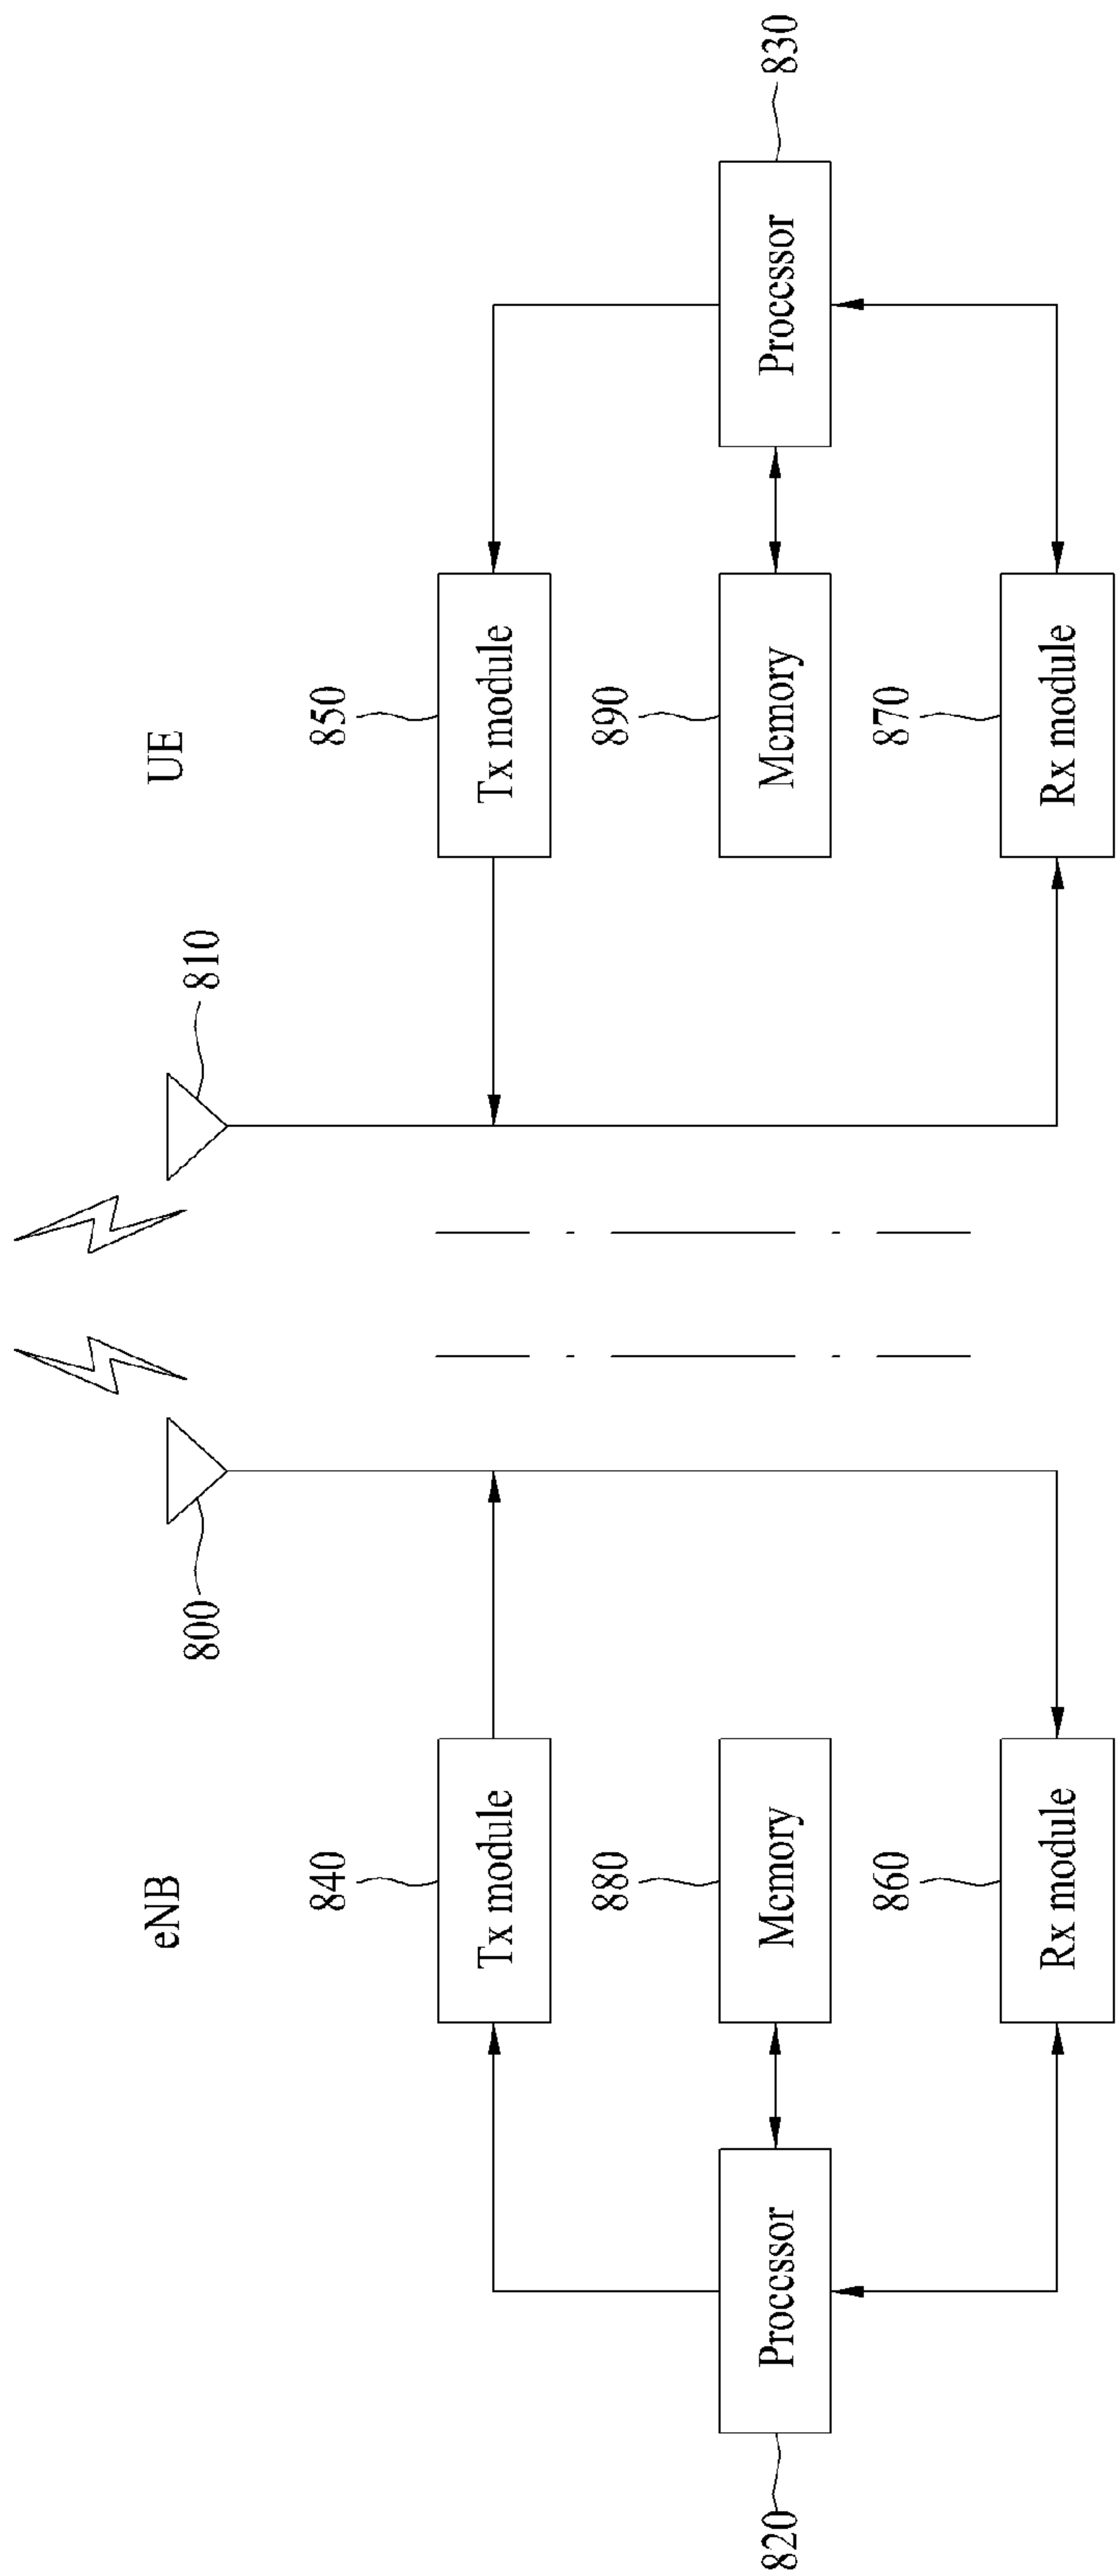 eNB
UE
800
810
840
Tx module
850
Tx module
820
Processor
880
Memory
890
Memory
830
Processor
860
Rx module
870
Rx module